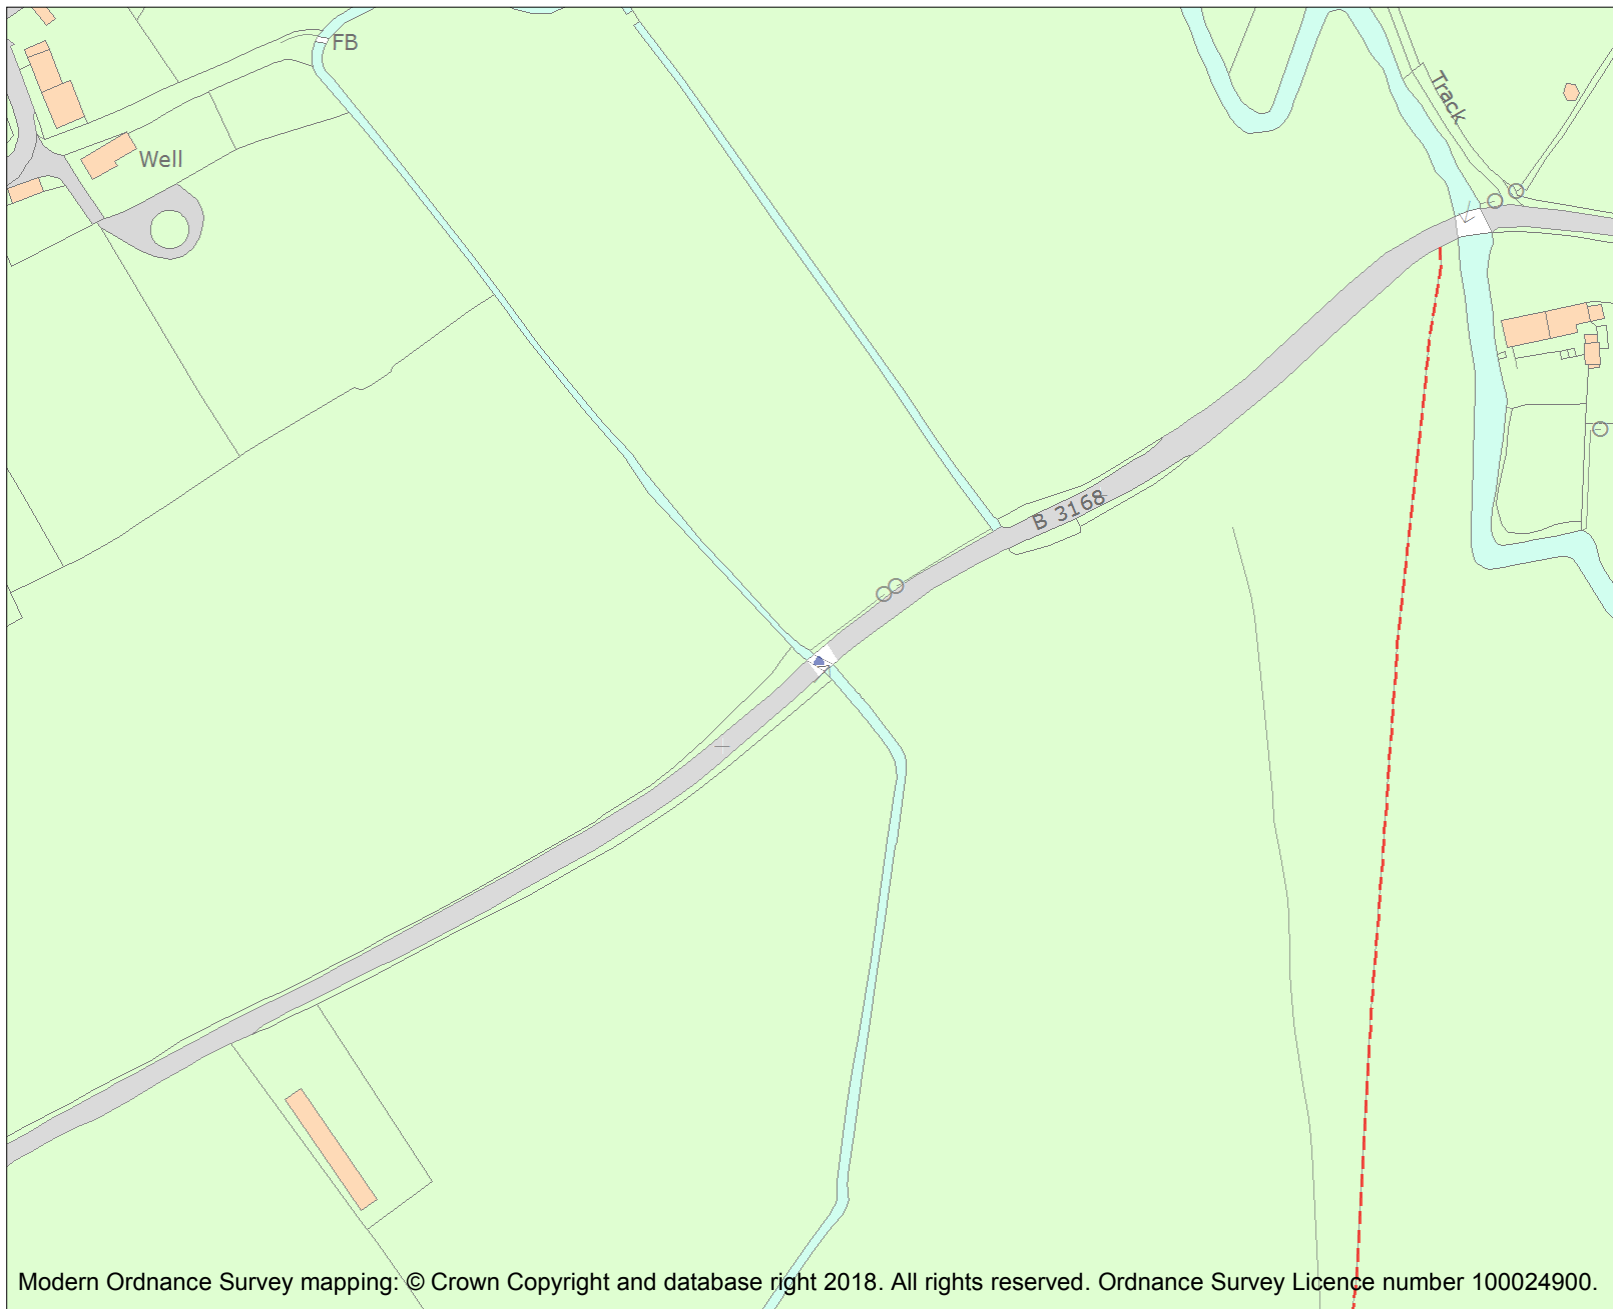 FB
Track
Well
B 3168
Modern Ordnance Survey mapping: © Crown Copyright and database right 2018. All rights reserved. Ordnance Survey Licence number 100024900.